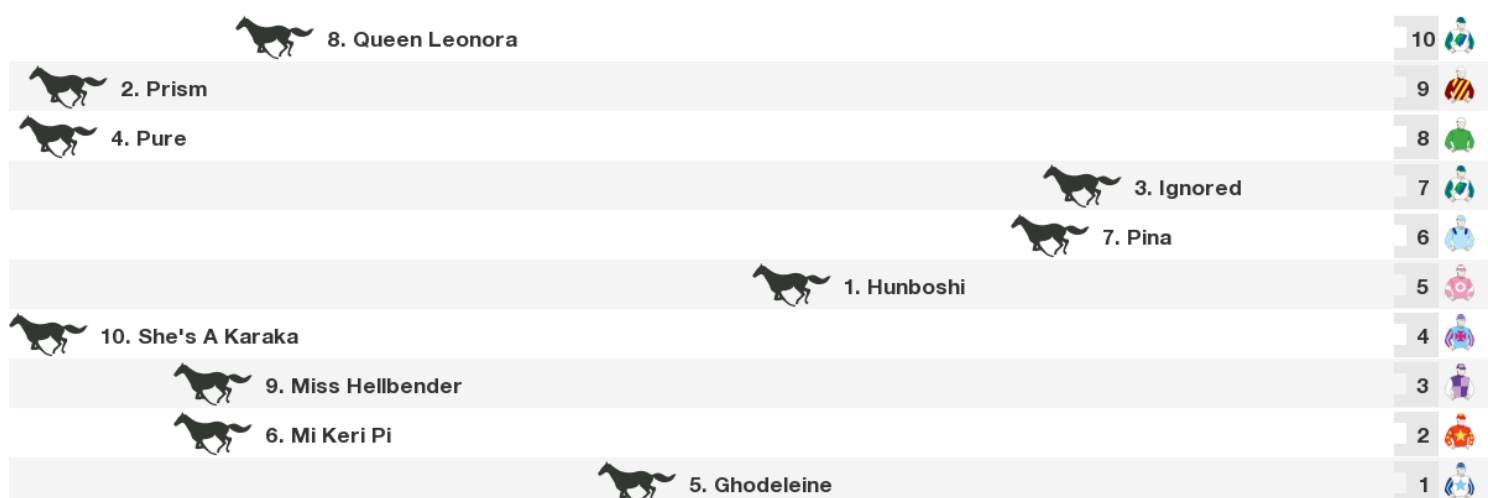 8. Queen Leonora 10
2. Prism 9
4. Pure 8
3. Ignored 7
7. Pina 6
1. Hunboshi 5
10. She's A Karaka 4
9. Miss Hellbender 3
6. Mi Keri Pi 2
5. Ghodeleine 1